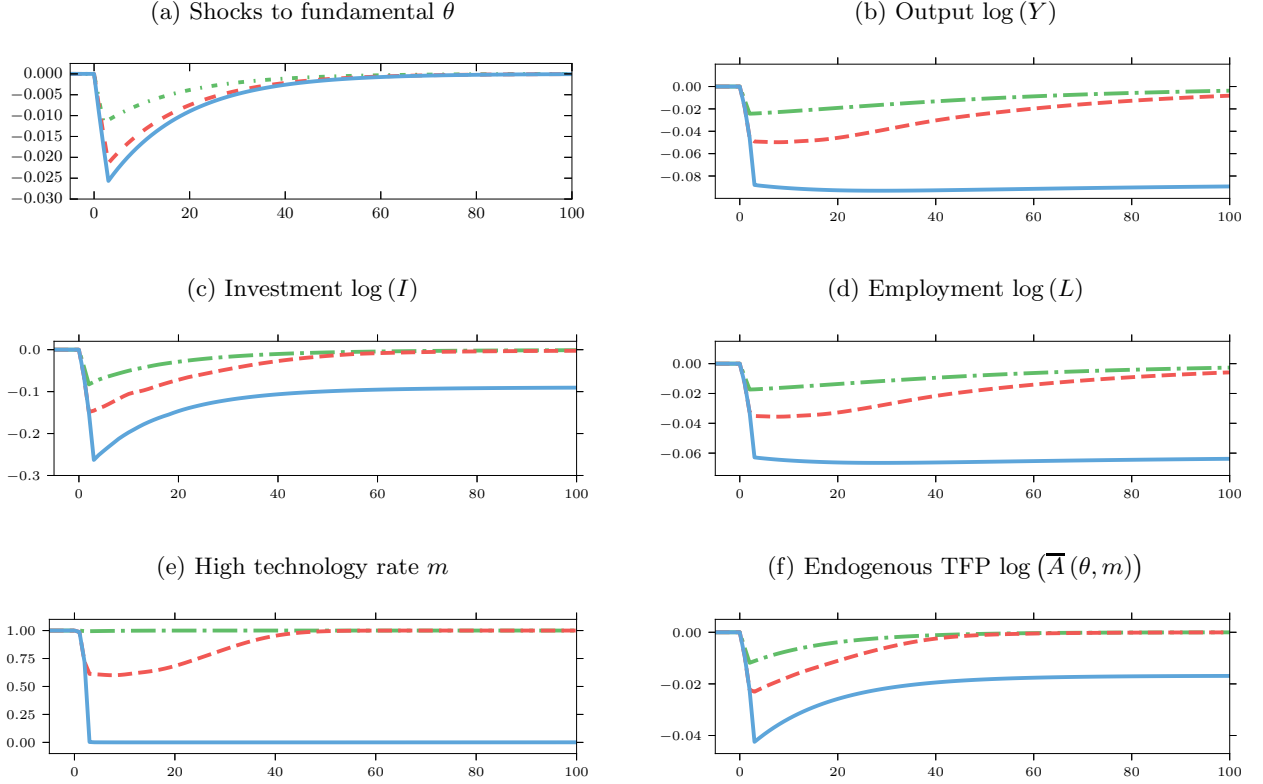 (a) Shocks to fundamental θ
0.000
−0.005
−0.010
−0.015
−0.020
−0.025
−0.030
0 20 40 60 80 100
(b) Output log (Y)
0.00
−0.02
−0.04
−0.06
−0.08
0 20 40 60 80 100
(c) Investment log (I)
0.0
−0.1
−0.2
−0.3
0 20 40 60 80 100
(d) Employment log (L)
0.00
−0.02
−0.04
−0.06
0 20 40 60 80 100
(e) High technology rate m
1.00
0.75
0.50
0.25
0.00
0 20 40 60 80 100
(f) Endogenous TFP log (A̅ (θ, m))
0.00
−0.02
−0.04
0 20 40 60 80 100